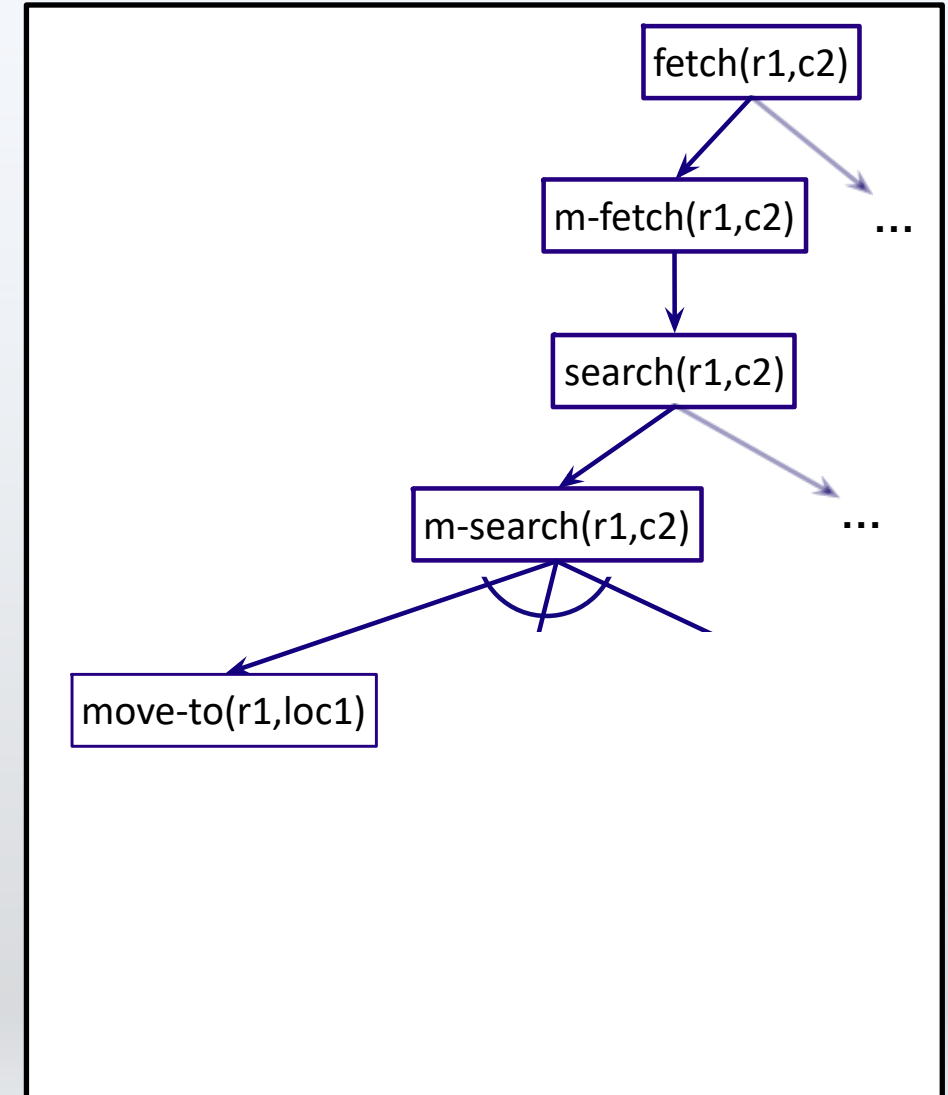 fetch(r1,c2)
m-fetch(r1,c2)
...
search(r1,c2)
m-search(r1,c2)
...
move-to(r1,loc1)